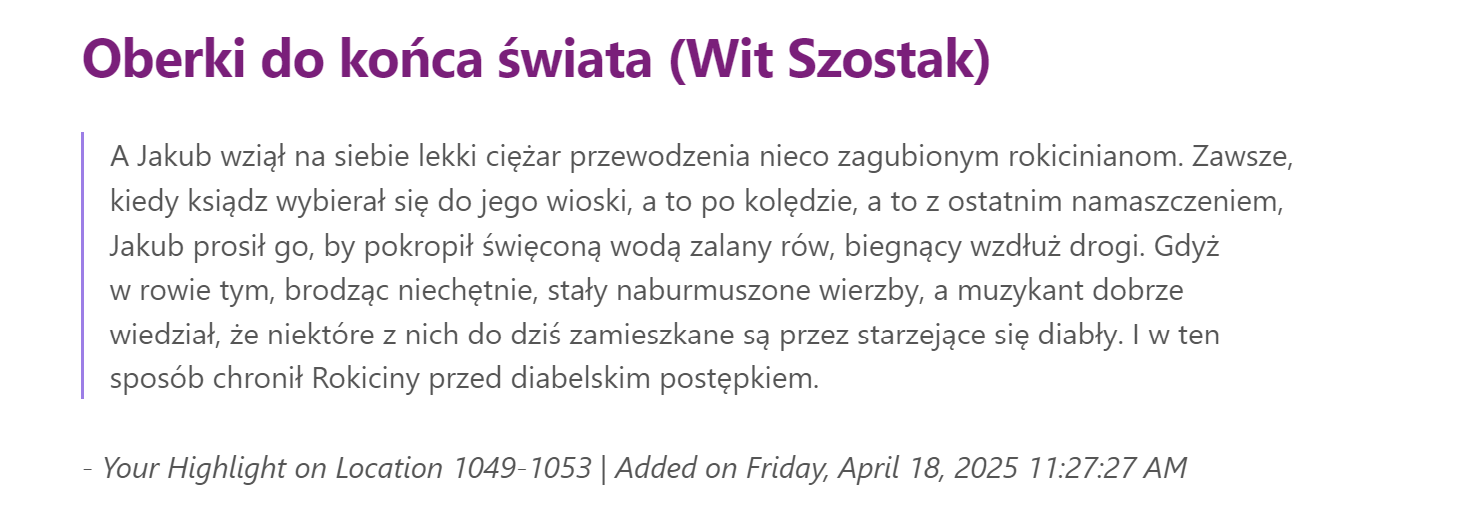 Oberki do końca świata (Wit Szostak)
A Jakub wziął na siebie lekki ciężar przewodzenia nieco zagubionym rokicinianom. Zawsze,
kiedy ksiądz wybierał się do jego wioski, a to po kolędzie, a to z ostatnim namaszczeniem,
Jakub prosił go, by pokropił święconą wodą zalany rów, biegnący wzdłuż drogi. Gdyż
w rowie tym, brodząc niechętnie, stały naburmuszone wierzby, a muzykant dobrze
wiedział, że niektóre z nich do dziś zamieszkane są przez starzejące się diabły. I w ten
sposób chronił Rokiciny przed diabelskim postępkiem.
- Your Highlight on Location 1049-1053 | Added on Friday, April 18, 2025 11:27:27 AM